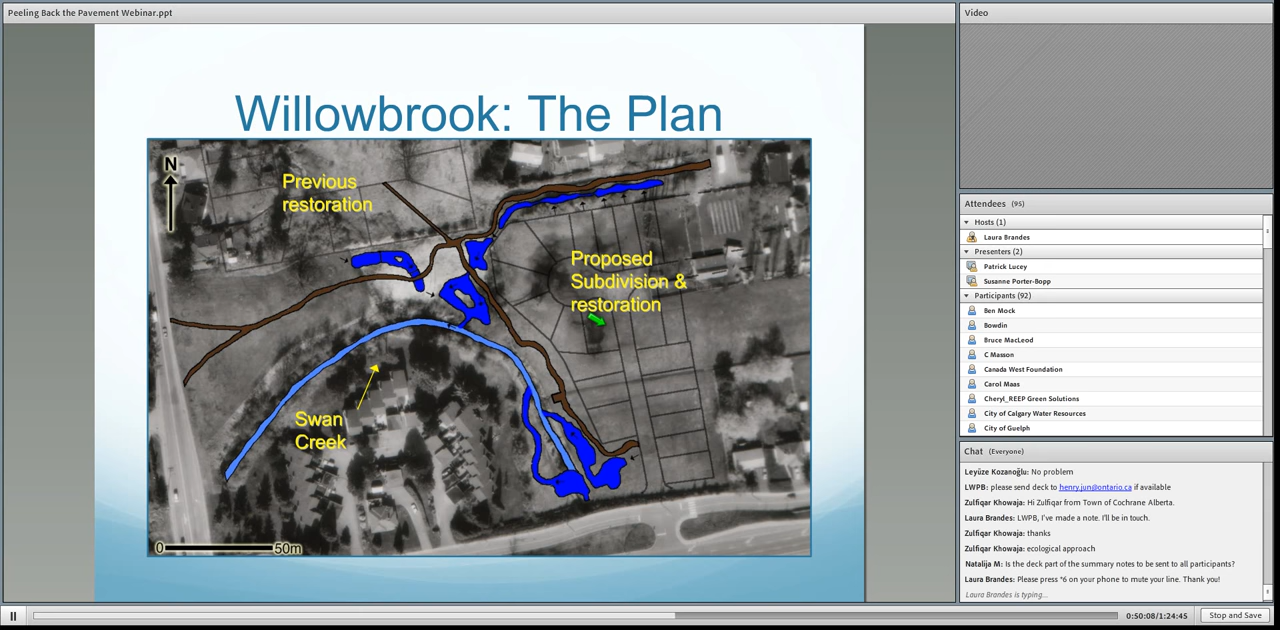 Peeling Back the Pavement Webinar.ppt
Willowbrook: The Plan
N
Previous
restoration
Proposed
Subdivision &
restoration
Swan
Creek
0 50m
Video
Attendees (95)
Hosts (1)
Laura Brandes
Presenters (2)
Patrick Lucey
Susanne Porter-Bopp
Participants (92)
Ben Mock
Bowdin
Bruce MacLeod
C Masson
Canada West Foundation
Carol Maas
Cheryl_REEP Green Solutions
City of Calgary Water Resources
City of Guelph
Chat (Everyone)
Leyûze Kozanoğlu: No problem
LWPB: please send deck to henry.jun@ontario.ca if available
Zulfiqar Khowaja: Hi Zulfiqar from Town of Cochrane Alberta.
Laura Brandes: LWPB, I've made a note. I'll be in touch.
Zulfiqar Khowaja: thanks
Zulfiqar Khowaja: ecological approach
Natalija M: Is the deck part of the summary notes to be sent to all participants?
Laura Brandes: Please press *6 on your phone to mute your line. Thank you!
Laura Brandes is typing...
0:50:08/1:24:45
Stop and Save